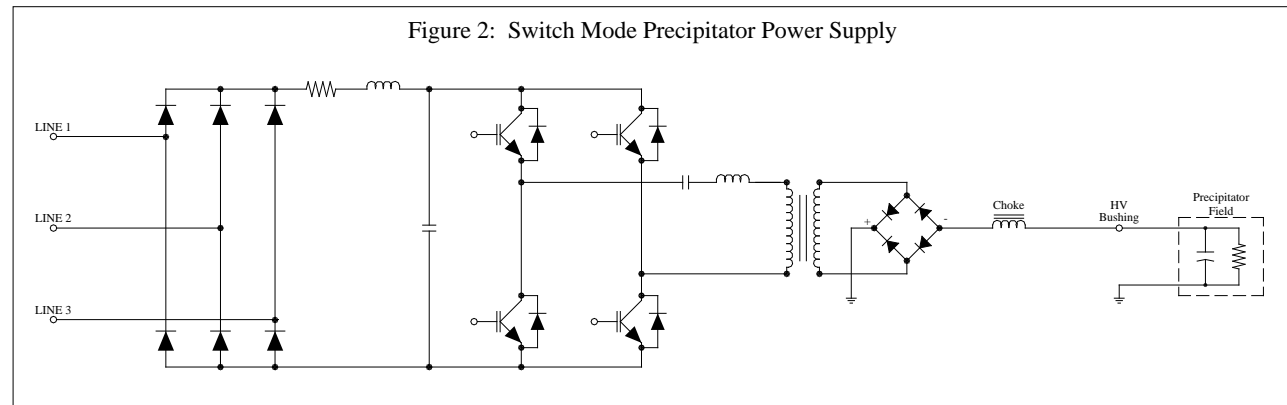 Figure 2:  Switch Mode Precipitator Power Supply
LINE 1
LINE 2
LINE 3
+
-
Choke
HV
Bushing
Precipitator
Field